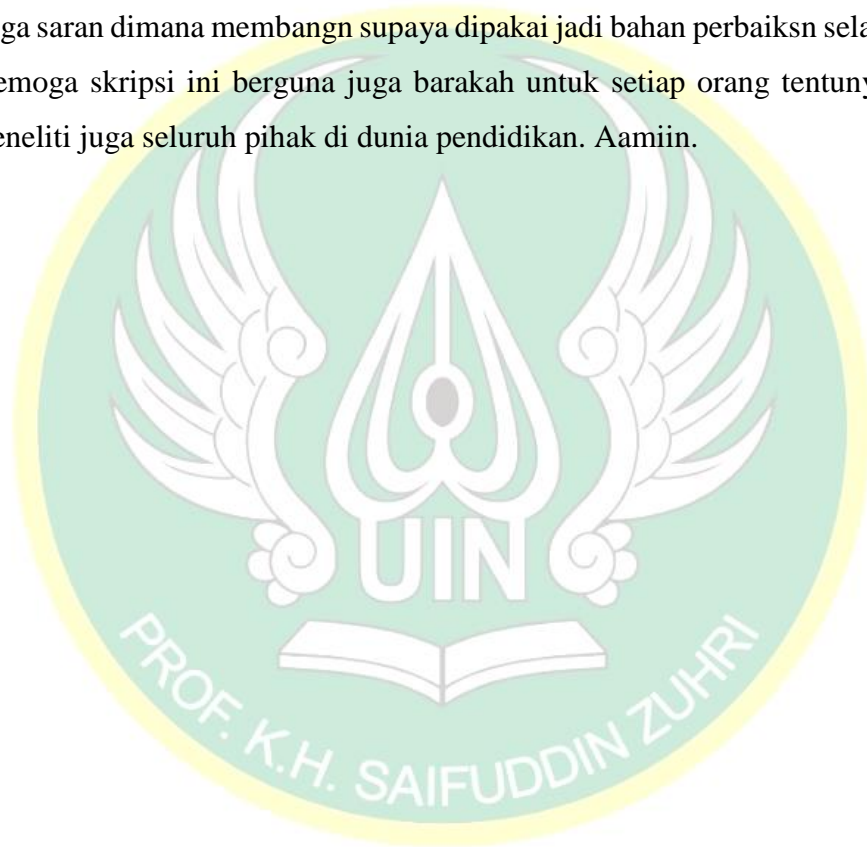 ga saran dimana membangn supaya dipakai jadi bahan perbaiksn sela
emoga skripsi ini berguna juga barakah untuk setiap orang tentuny
eneliti juga seluruh pihak di dunia pendidikan. Aamiin.
UIN
PROF. K.H. SAIFUDDIN ZUHRI